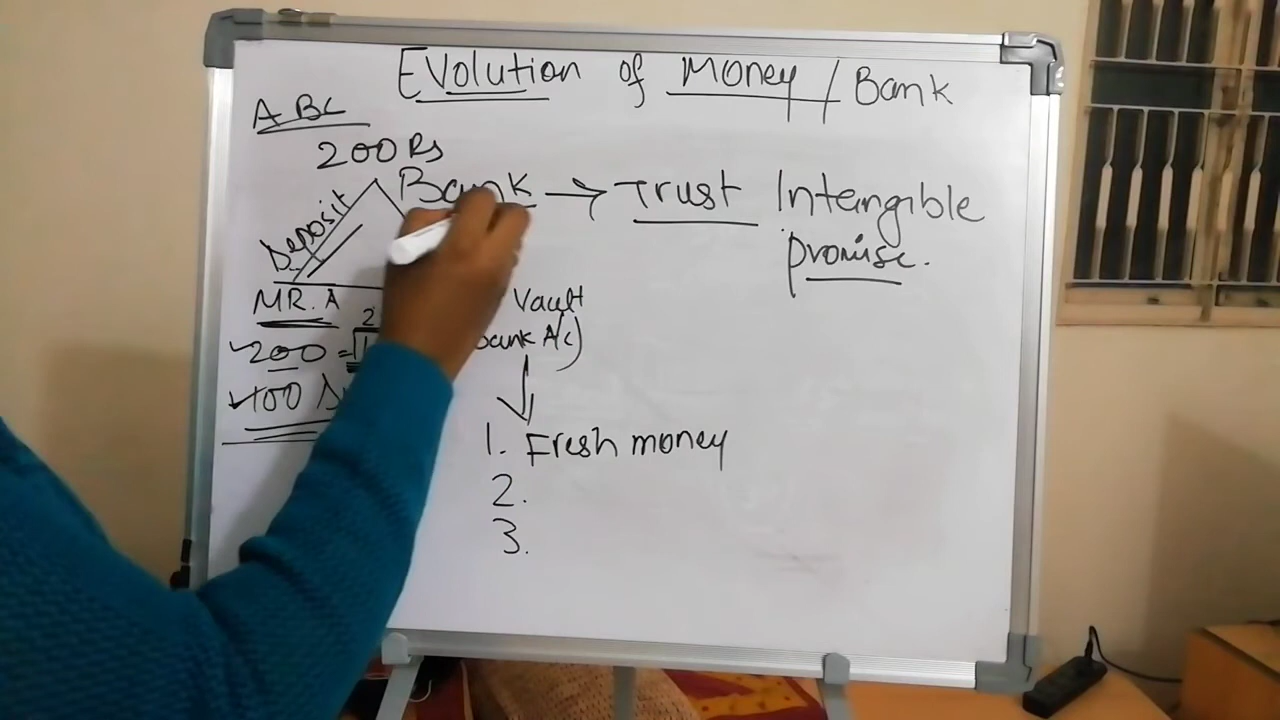 Evolution of Money / Bank
ABC
200 Rs
Bank → Trust Intangible
promise.
Deposit
MR. A
Vault
bank A/c)
200 =
100
1. Fresh money
2.
3.